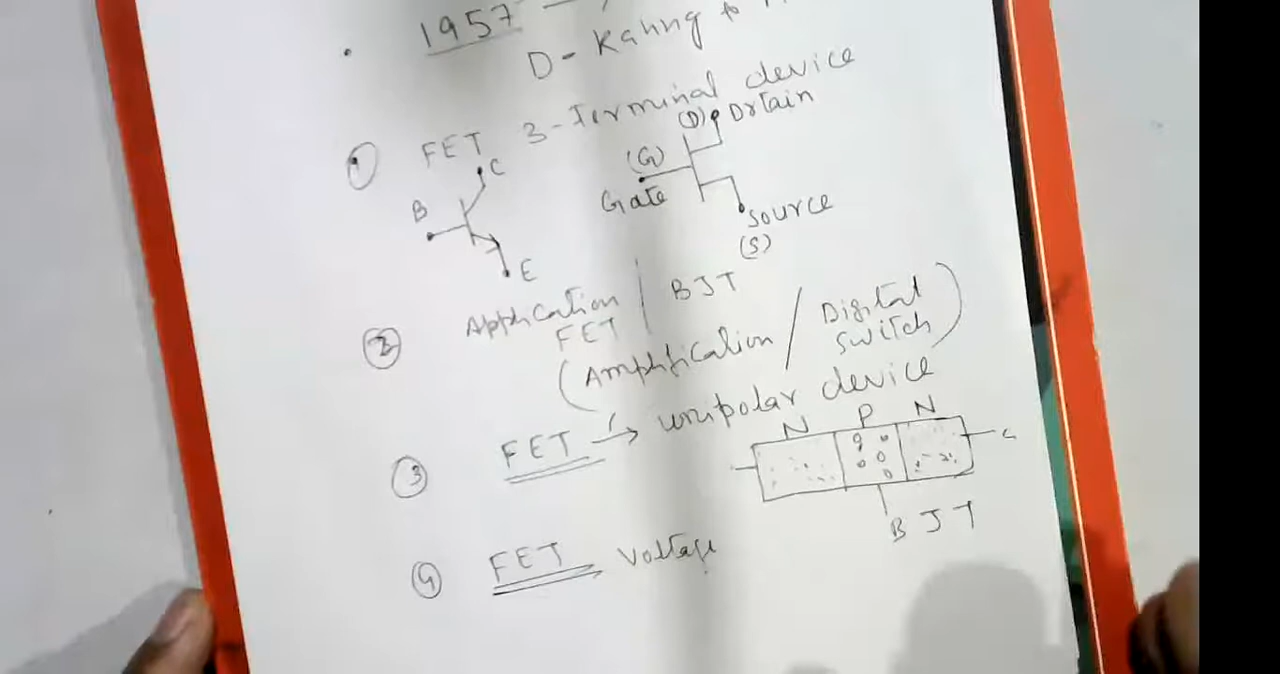 • 1957 →
D-Kahng to
① FET 3-Terminal device
C
(D) Drain
B
(G)
Gate
E
Source
(S)
② Application / BJT
FET
(Amplification / Digital
Switch)
③ FET → unipolar device
N P N
C
B J T
④ FET Voltage